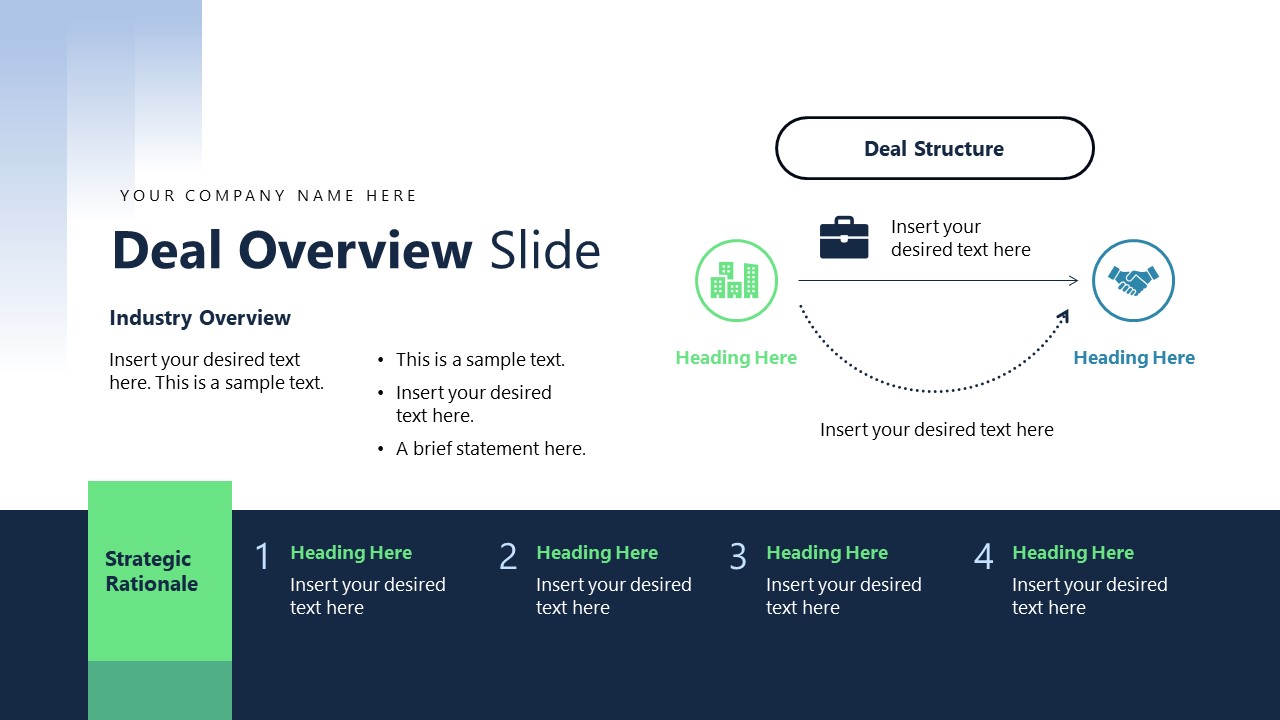 YOUR COMPANY NAME HERE
Deal Overview Slide
Industry Overview
Insert your desired text
here. This is a sample text.
• This is a sample text.
• Insert your desired
text here.
• A brief statement here.
Deal Structure
Insert your
desired text here
Heading Here
Heading Here
Insert your desired text here
Strategic
Rationale
1
Heading Here
Insert your desired
text here
2
Heading Here
Insert your desired
text here
3
Heading Here
Insert your desired
text here
4
Heading Here
Insert your desired
text here